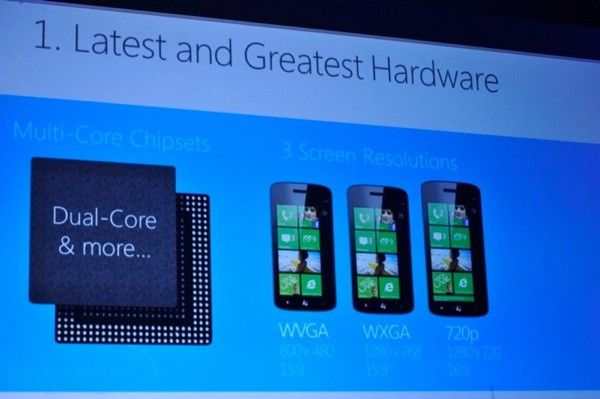 1. Latest and Greatest Hardware
Multi-Core Chipsets
3 Screen Resolutions
Dual-Core
& more...
WVGA
800 x 480
15:9
WXGA
1280 x 768
15:9
720p
1280 x 720
16:9